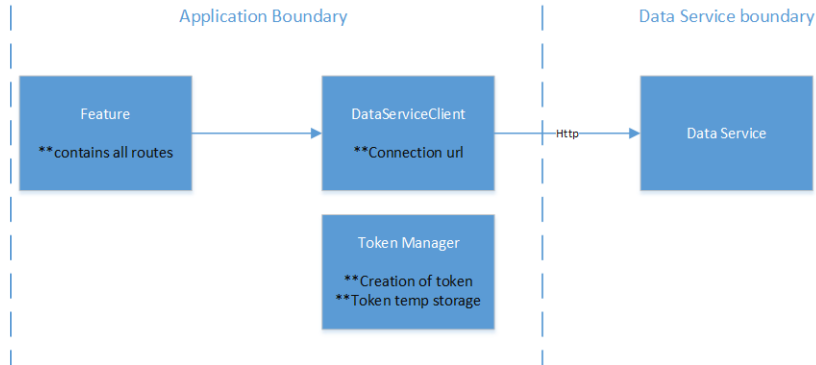 Application Boundary
Data Service boundary
Feature
**contains all routes
DataServiceClient
**Connection url
Http
Data Service
Token Manager
**Creation of token
**Token temp storage